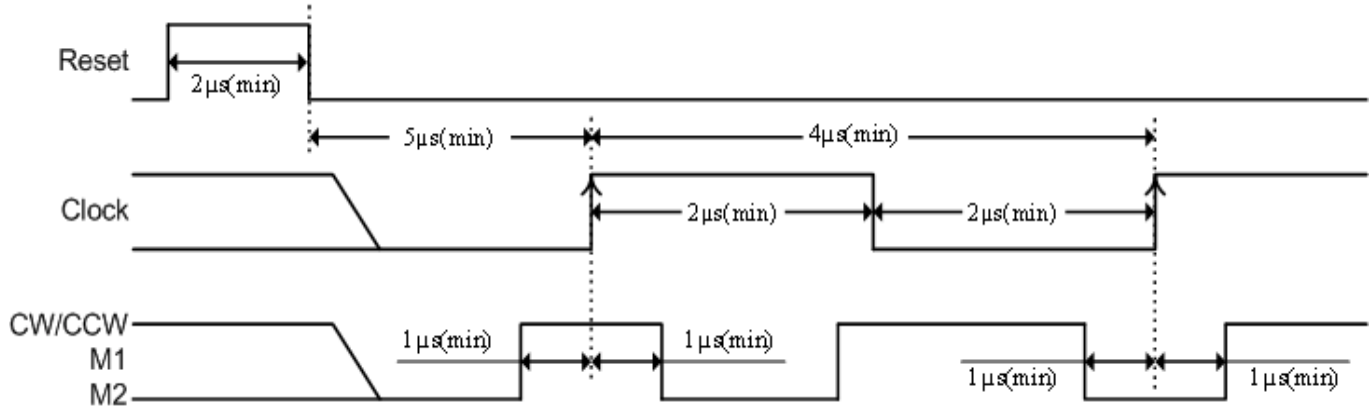 Reset
2µs(min)
5µs(min)
4µs(min)
Clock
2µs(min)
2µs(min)
CW/CCW
1µs(min)
1µs(min)
M1
1µs(min)
1µs(min)
M2